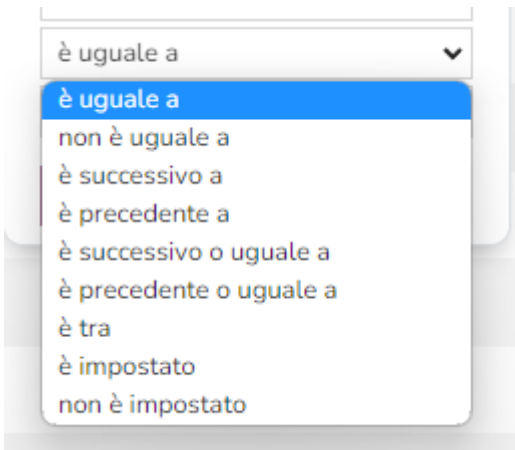 è uguale a
è uguale a
non è uguale a
è successivo a
è precedente a
è successivo o uguale a
è precedente o uguale a
è tra
è impostato
non è impostato